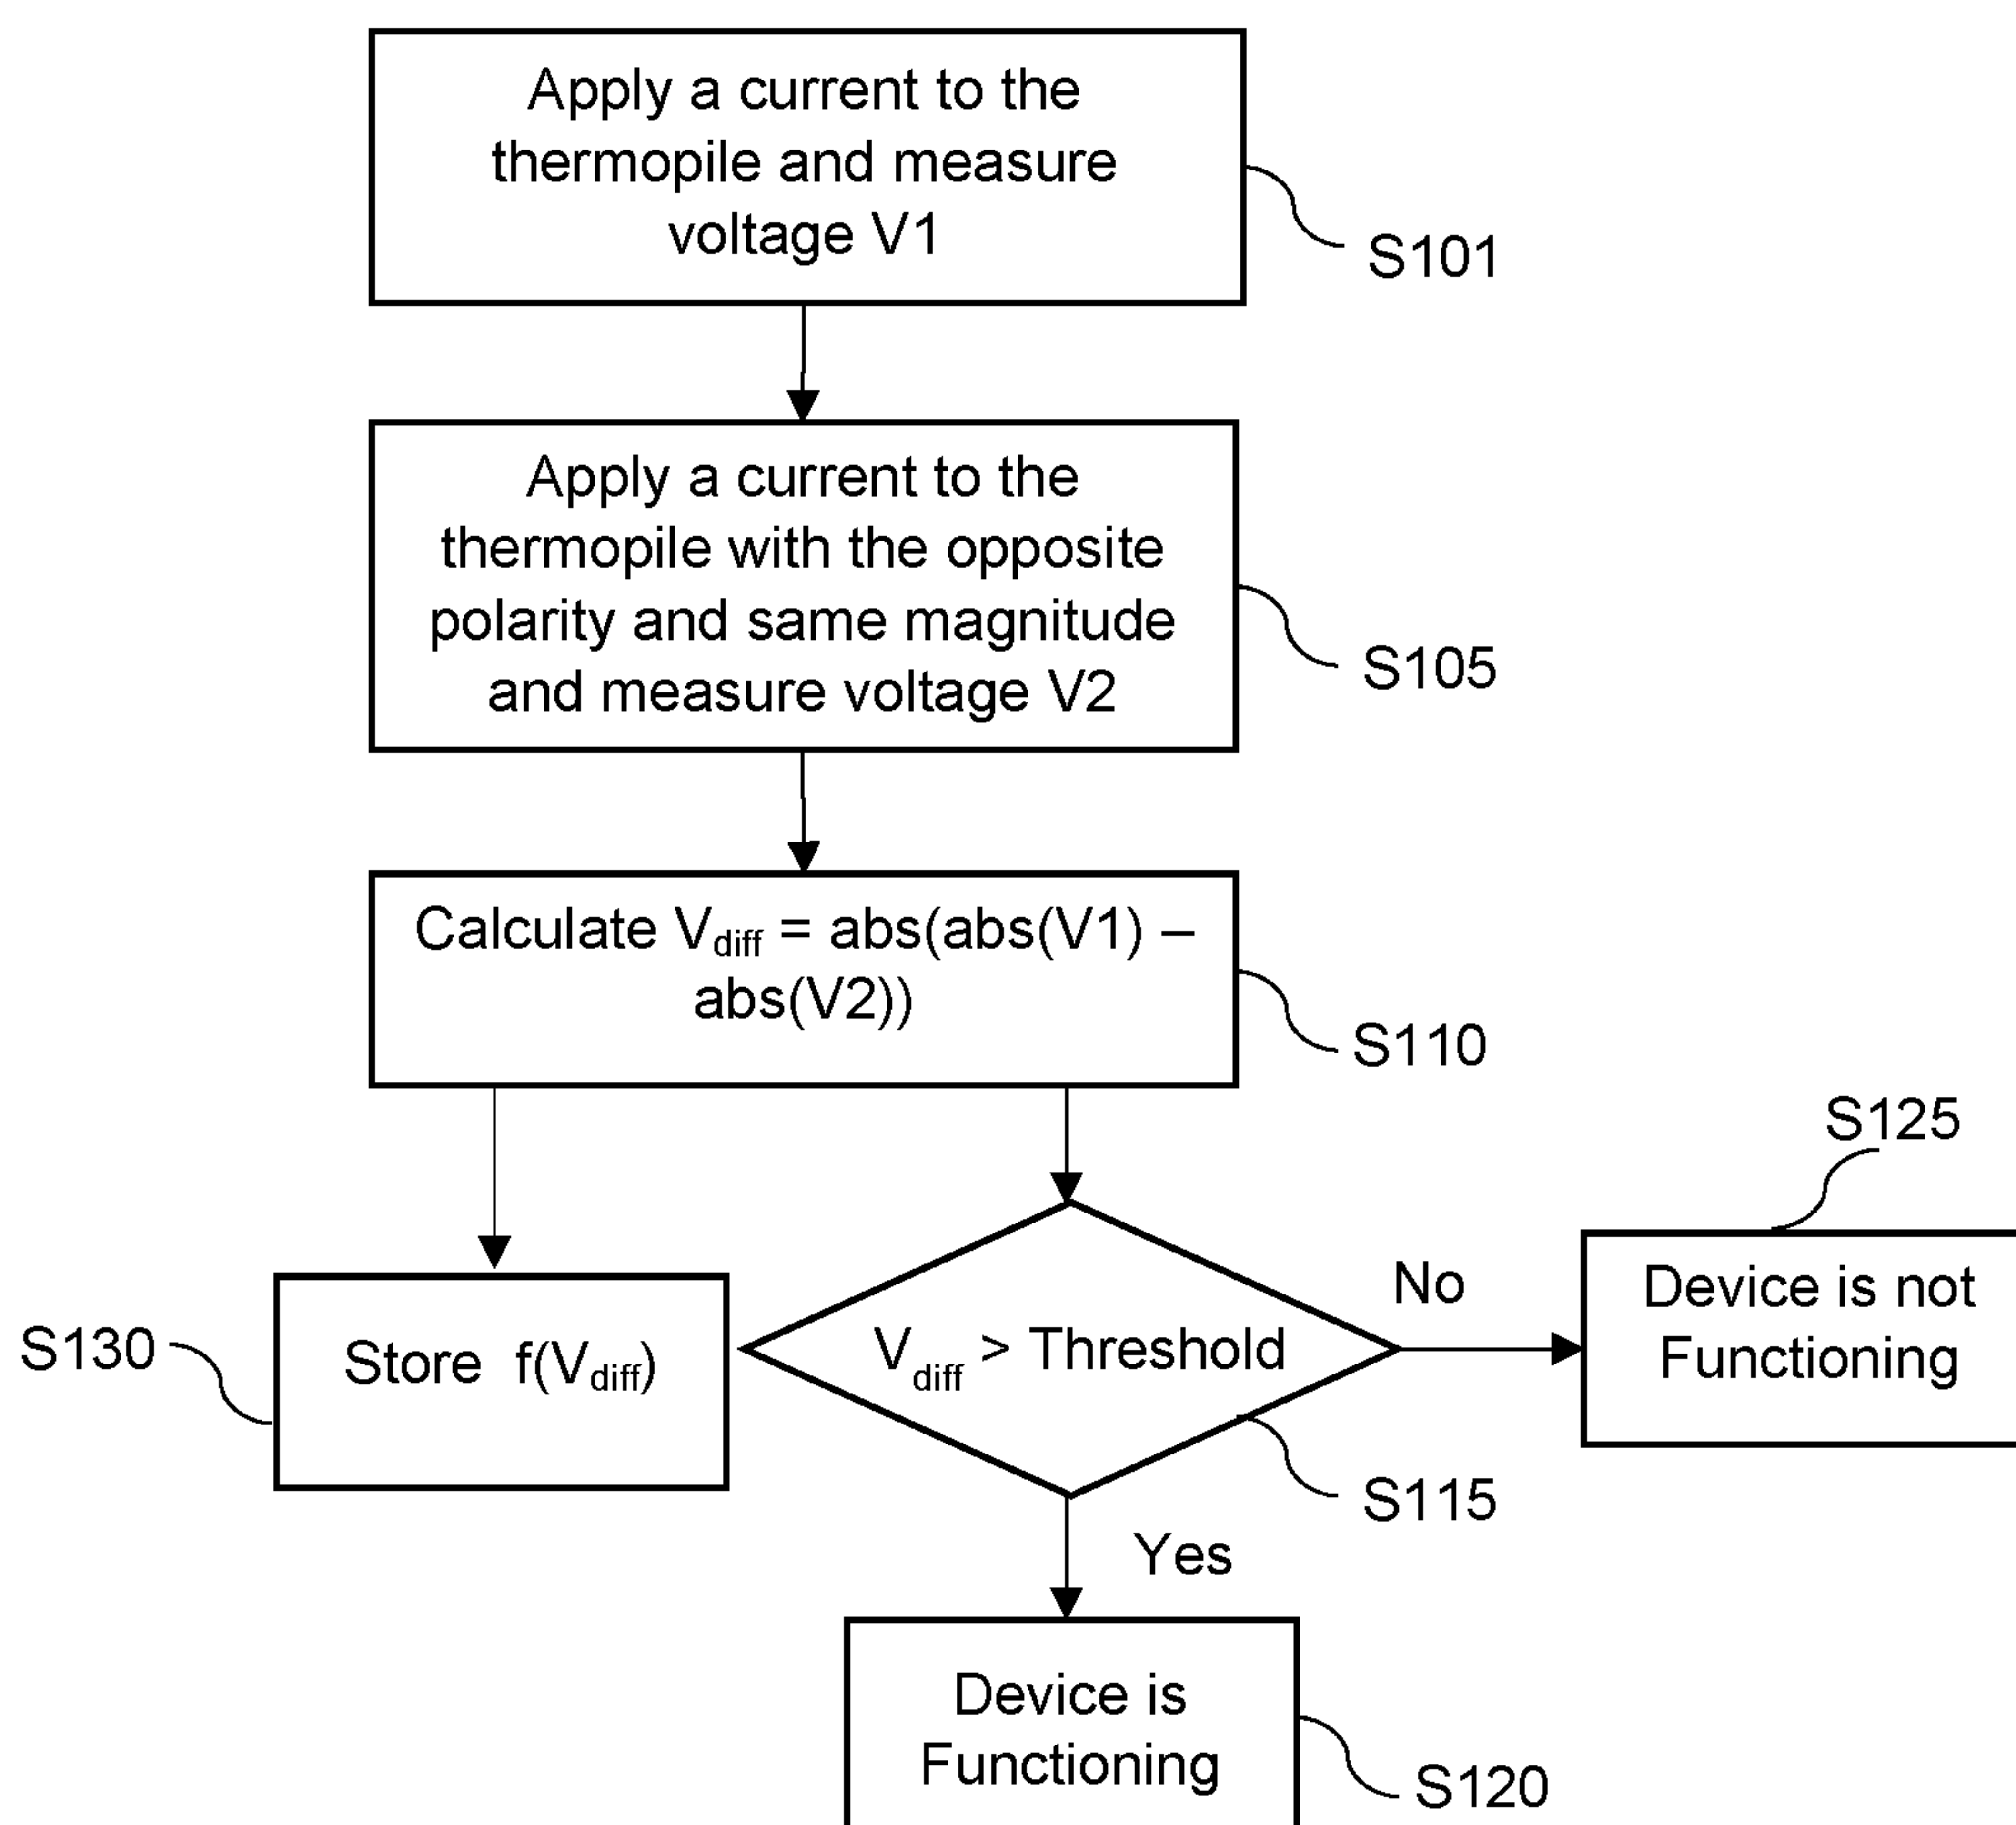 Apply a current to the
thermopile and measure
voltage V1
S101
Apply a current to the
thermopile with the opposite
polarity and same magnitude
and measure voltage V2
S105
Calculate Vdiff = abs(abs(V1) –
abs(V2))
S110
S125
Device is not
Functioning
No
S130
Store f(Vdiff)
Vdiff > Threshold
S115
Yes
Device is
Functioning
S120